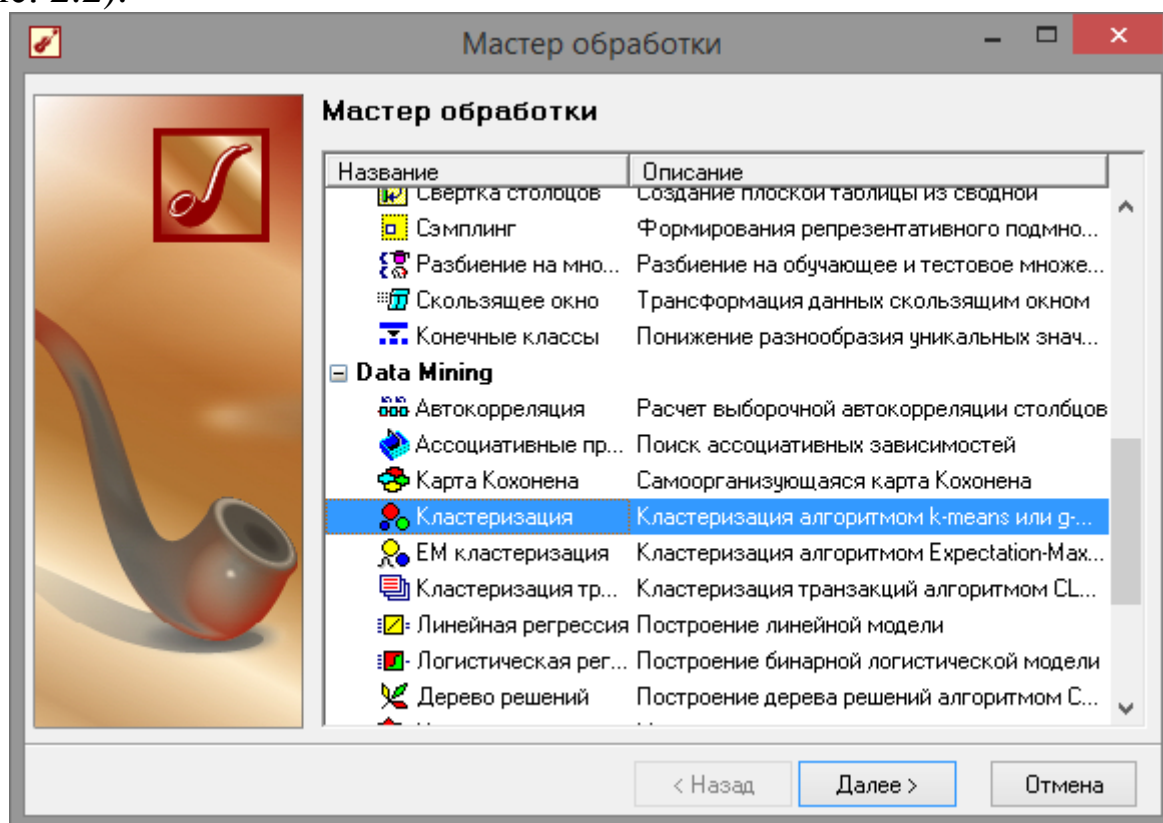 2.2).
Мастер обработки
Мастер обработки
Название Описание
Свертка столбцов Создание плоской таблицы из сводной
Сэмплинг Формирования репрезентативного подмно...
Разбиение на мно... Разбиение на обучающее и тестовое множе...
Скользящее окно Трансформация данных скользящим окном
Конечные классы Понижение разнообразия уникальных знач...
Data Mining
Автокорреляция Расчет выборочной автокорреляции столбцов
Ассоциативные пр... Поиск ассоциативных зависимостей
Карта Кохонена Самоорганизующаяся карта Кохонена
Кластеризация Кластеризация алгоритмом k-means или g-...
EM кластеризация Кластеризация алгоритмом Expectation-Max...
Кластеризация тр... Кластеризация транзакций алгоритмом CL...
Линейная регрессия Построение линейной модели
Логистическая рег... Построение бинарной логистической модели
Дерево решений Построение дерева решений алгоритмом C...
< Назад Далее > Отмена